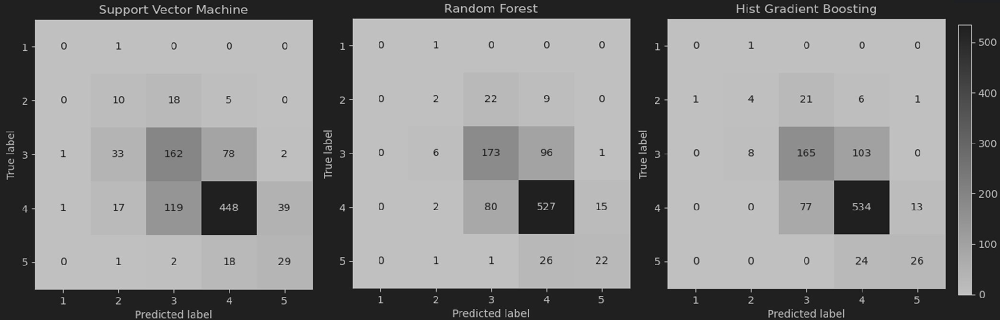 Support Vector Machine
True label
1 0 1 0 0 0
2 0 10 18 5 0
3 1 33 162 78 2
4 1 17 119 448 39
5 0 1 2 18 29
1 2 3 4 5
Predicted label
Random Forest
True label
1 0 1 0 0 0
2 0 2 22 9 0
3 0 6 173 96 1
4 0 2 80 527 15
5 0 1 1 26 22
1 2 3 4 5
Predicted label
Hist Gradient Boosting
True label
1 0 1 0 0 0
2 1 4 21 6 1
3 0 8 165 103 0
4 0 0 77 534 13
5 0 0 0 24 26
1 2 3 4 5
Predicted label
500
400
300
200
100
0